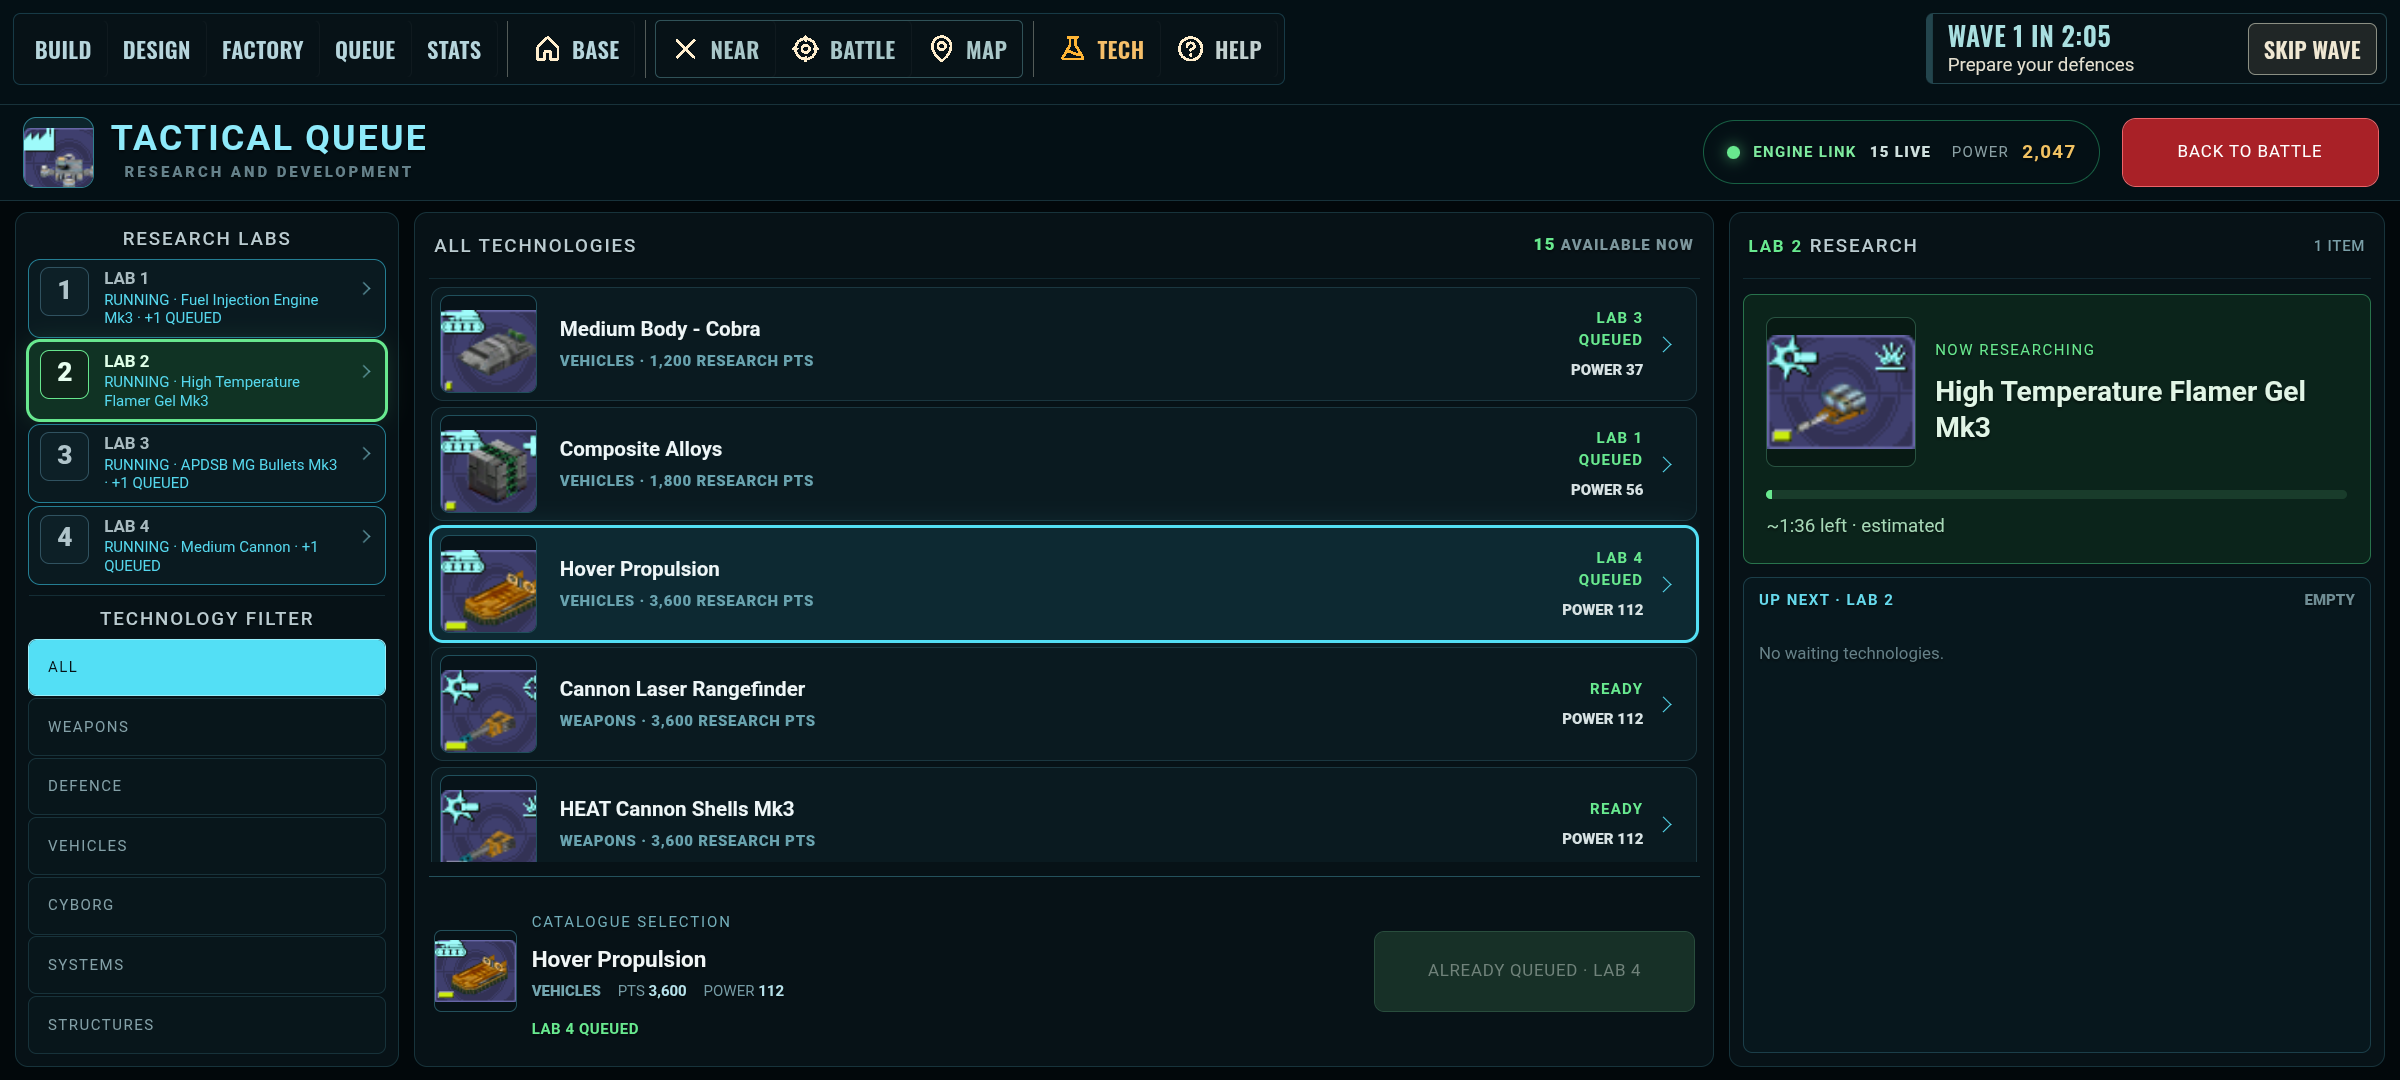 BUILD DESIGN FACTORY QUEUE STATS BASE NEAR BATTLE MAP TECH HELP
WAVE 1 IN 2:05
Prepare your defences
SKIP WAVE
TACTICAL QUEUE
RESEARCH AND DEVELOPMENT
ENGINE LINK 15 LIVE POWER 2,047
BACK TO BATTLE
RESEARCH LABS
1
LAB 1
RUNNING · Fuel Injection Engine
Mk3 · +1 QUEUED
2
LAB 2
RUNNING · High Temperature
Flamer Gel Mk3
3
LAB 3
RUNNING · APDSB MG Bullets Mk3
· +1 QUEUED
4
LAB 4
RUNNING · Medium Cannon · +1
QUEUED
TECHNOLOGY FILTER
ALL
WEAPONS
DEFENCE
VEHICLES
CYBORG
SYSTEMS
STRUCTURES
ALL TECHNOLOGIES
15 AVAILABLE NOW
Medium Body - Cobra
VEHICLES · 1,200 RESEARCH PTS
LAB 3
QUEUED
POWER 37
Composite Alloys
VEHICLES · 1,800 RESEARCH PTS
LAB 1
QUEUED
POWER 56
Hover Propulsion
VEHICLES · 3,600 RESEARCH PTS
LAB 4
QUEUED
POWER 112
Cannon Laser Rangefinder
WEAPONS · 3,600 RESEARCH PTS
READY
POWER 112
HEAT Cannon Shells Mk3
WEAPONS · 3,600 RESEARCH PTS
READY
POWER 112
CATALOGUE SELECTION
Hover Propulsion
VEHICLES PTS 3,600 POWER 112
LAB 4 QUEUED
ALREADY QUEUED · LAB 4
LAB 2 RESEARCH
1 ITEM
NOW RESEARCHING
High Temperature Flamer Gel
Mk3
~1:36 left · estimated
UP NEXT · LAB 2
EMPTY
No waiting technologies.